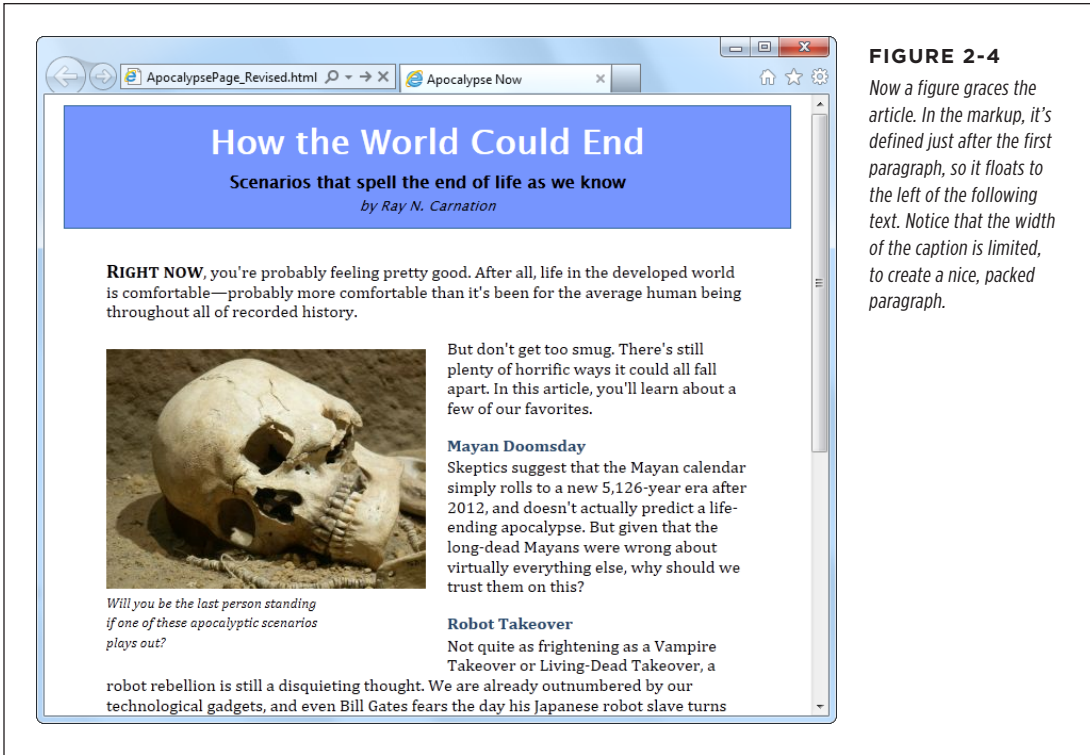 ApocalypsePage_Revised.html
Apocalypse Now
How the World Could End
Scenarios that spell the end of life as we know
by Ray N. Carnation
RIGHT NOW, you're probably feeling pretty good. After all, life in the developed world
is comfortable—probably more comfortable than it's been for the average human being
throughout all of recorded history.
But don't get too smug. There's still
plenty of horrific ways it could all fall
apart. In this article, you'll learn about a
few of our favorites.
Mayan Doomsday
Skeptics suggest that the Mayan calendar
simply rolls to a new 5,126-year era after
2012, and doesn't actually predict a life-
ending apocalypse. But given that the
long-dead Mayans were wrong about
virtually everything else, why should we
trust them on this?
Will you be the last person standing
if one of these apocalyptic scenarios
plays out?
Robot Takeover
Not quite as frightening as a Vampire
Takeover or Living-Dead Takeover, a
robot rebellion is still a disquieting thought. We are already outnumbered by our
technological gadgets, and even Bill Gates fears the day his Japanese robot slave turns
FIGURE 2-4
Now a figure graces the
article. In the markup, it's
defined just after the first
paragraph, so it floats to
the left of the following
text. Notice that the width
of the caption is limited,
to create a nice, packed
paragraph.